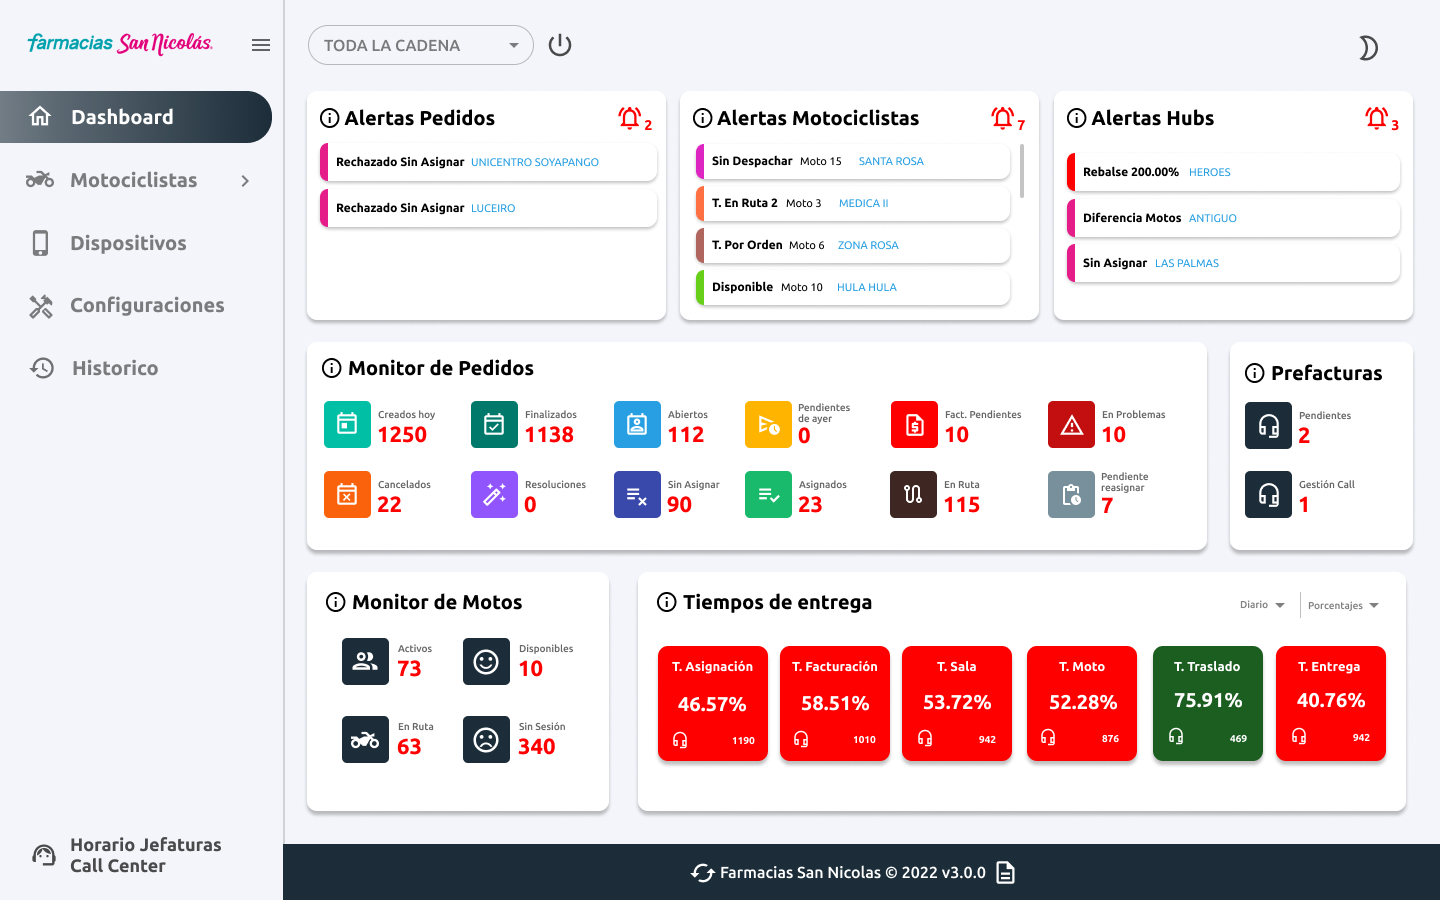 farmacias San Nicolás
TODA LA CADENA
Dashboard
Motociclistas
Dispositivos
Configuraciones
Historico
Horario Jefaturas
Call Center
Alertas Pedidos
2
Rechazado Sin Asignar UNICENTRO SOYAPANGO
Rechazado Sin Asignar LUCEIRO
Alertas Motociclistas
7
Sin Despachar Moto 15 SANTA ROSA
T. En Ruta 2 Moto 3 MEDICA II
T. Por Orden Moto 6 ZONA ROSA
Disponible Moto 10 HULA HULA
Alertas Hubs
3
Rebalse 200.00% HEROES
Diferencia Motos ANTIGUO
Sin Asignar LAS PALMAS
Monitor de Pedidos
Creados hoy
1250
Finalizados
1138
Abiertos
112
Pendientes
de ayer
0
Fact. Pendientes
10
En Problemas
10
Cancelados
22
Resoluciones
0
Sin Asignar
90
Asignados
23
En Ruta
115
Pendiente
reasignar
7
Prefacturas
Pendientes
2
Gestión Call
1
Monitor de Motos
Activos
73
Disponibles
10
En Ruta
63
Sin Sesión
340
Tiempos de entrega
Diario
Porcentajes
T. Asignación
46.57%
1190
T. Facturación
58.51%
1010
T. Sala
53.72%
942
T. Moto
52.28%
876
T. Traslado
75.91%
469
T. Entrega
40.76%
942
Farmacias San Nicolas © 2022 v3.0.0